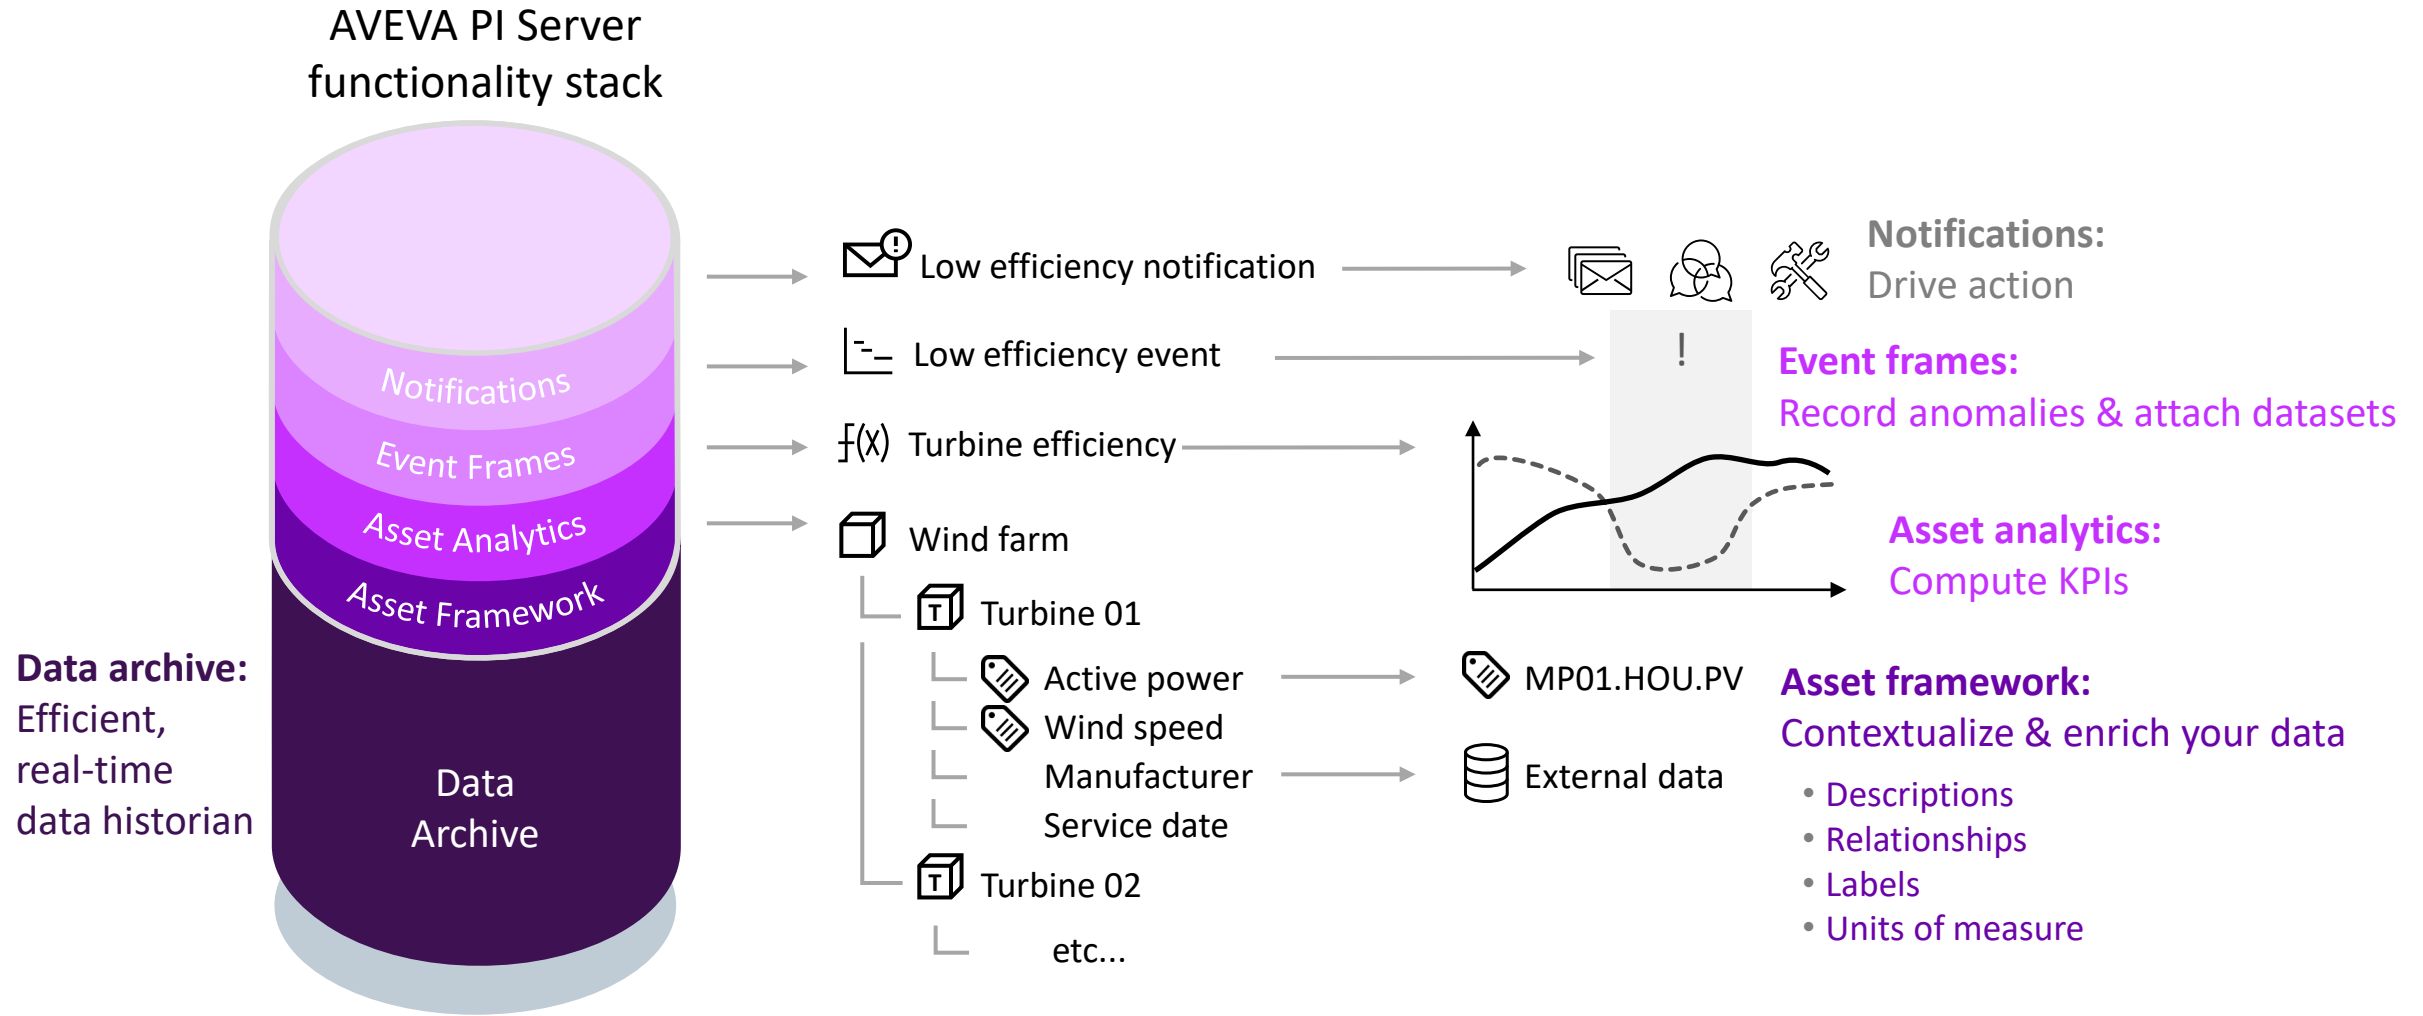 AVEVA PI Server
functionality stack
Notifications
Event Frames
Asset Analytics
Asset Framework
Data
Archive
Data archive:
Efficient,
real-time
data historian
Low efficiency notification
Low efficiency event
f(x) Turbine efficiency
Wind farm
T Turbine 01
Active power
Wind speed
Manufacturer
Service date
T Turbine 02
etc...
!
MP01.HOU.PV
External data
Notifications:
Drive action
Event frames:
Record anomalies & attach datasets
Asset analytics:
Compute KPIs
Asset framework:
Contextualize & enrich your data
• Descriptions
• Relationships
• Labels
• Units of measure